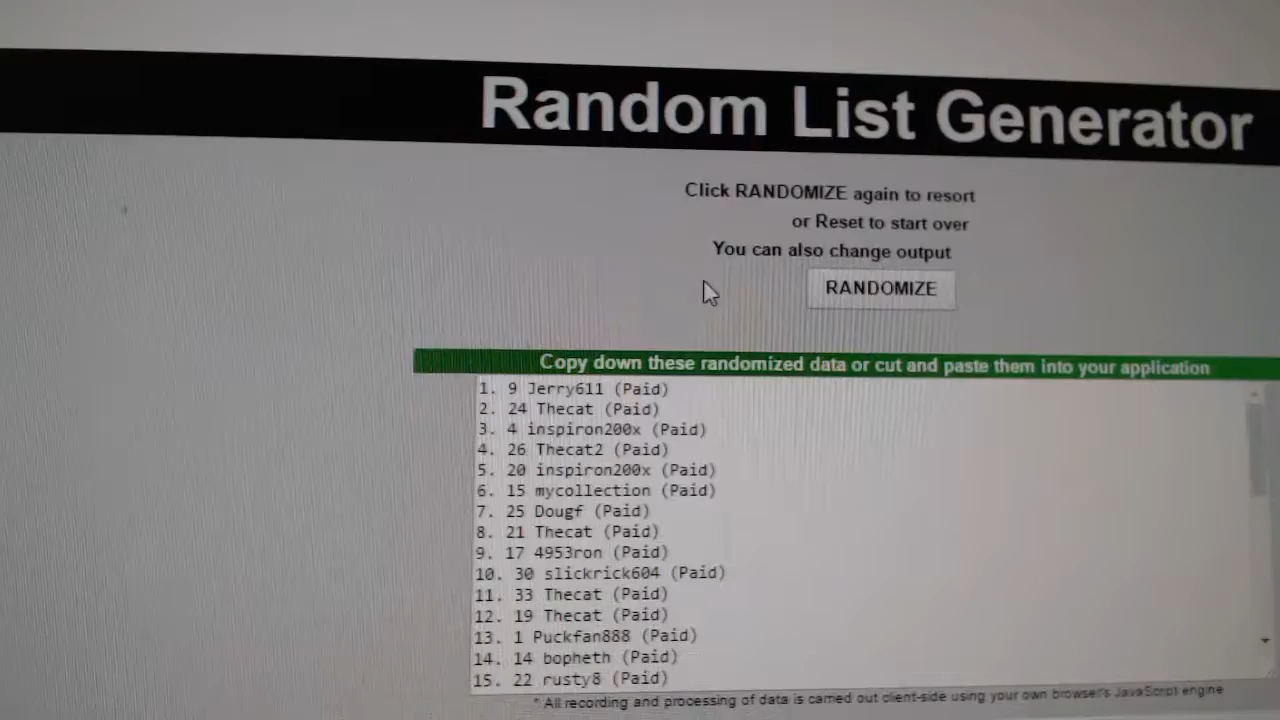 Random List Generator
Click RANDOMIZE again to resort
or Reset to start over
You can also change output
RANDOMIZE
Copy down these randomized data or cut and paste them into your application
1. 9 Jerry611 (Paid)
2. 24 Thecat (Paid)
3. 4 inspiron200x (Paid)
4. 26 Thecat2 (Paid)
5. 20 inspiron200x (Paid)
6. 15 mycollection (Paid)
7. 25 Dougf (Paid)
8. 21 Thecat (Paid)
9. 17 4953ron (Paid)
10. 30 slickrick604 (Paid)
11. 33 Thecat (Paid)
12. 19 Thecat (Paid)
13. 1 Puckfan888 (Paid)
14. 14 bopheth (Paid)
15. 22 rusty8 (Paid)
* All recording and processing of data is carried out client-side using your own browser's JavaScript engine